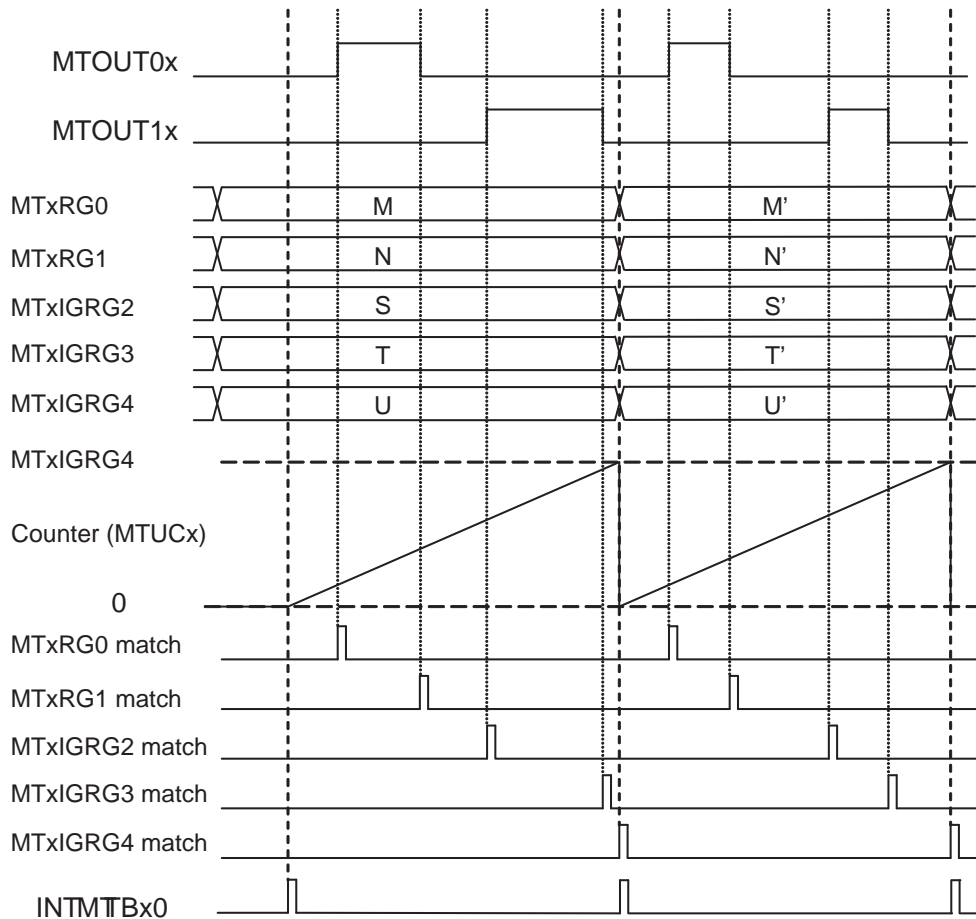 MTOUT0x
MTOUT1x
MTxRG0 M M’
MTxRG1 N N’
MTxIGRG2 S S’
MTxIGRG3 T T’
MTxIGRG4 U U’
MTxIGRG4
Counter (MTUCx)
0
MTxRG0 match
MTxRG1 match
MTxIGRG2 match
MTxIGRG3 match
MTxIGRG4 match
INTMTTBx0